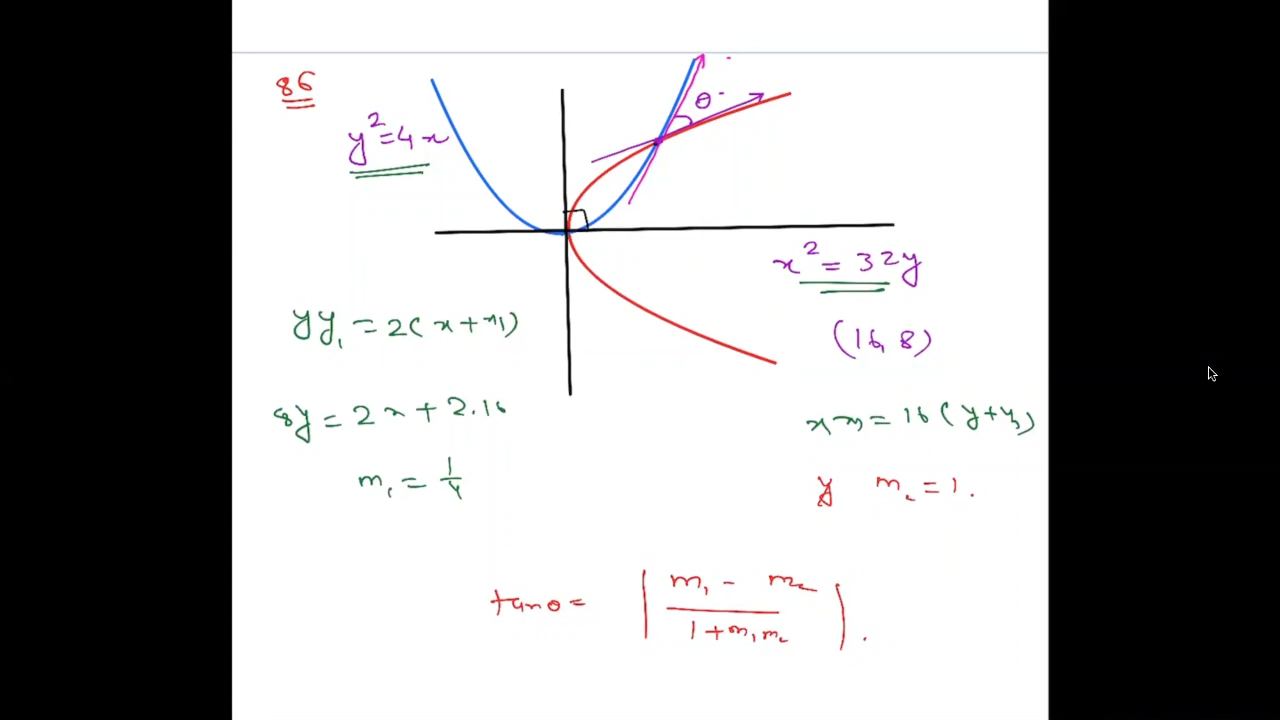 86
y²=4x
θ
x² = 32y
yy₁ = 2(x+x₁)
(16, 8)
8y = 2x + 2.16
xx₁ = 16(y+y₁)
m₁ = 1/4
y m₂ = 1.
tanθ = | (m₁ - m₂)/(1+m₁m₂) |.